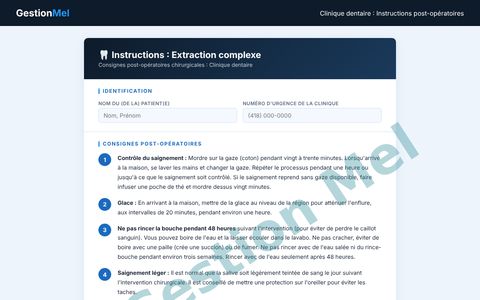 GestionMel
Clinique dentaire : Instructions post-opératoires
Instructions : Extraction complexe
Consignes post-opératoires chirurgicales : Clinique dentaire
IDENTIFICATION
NOM DU (DE LA) PATIENT(E)
NUMÉRO D'URGENCE DE LA CLINIQUE
Nom, Prénom
(418) 000-0000
CONSIGNES POST-OPÉRATOIRES
1
Contrôle du saignement : Mordre sur la gaze (coton) pendant vingt à trente minutes. Lorsqu'arrivé
à la maison, se laver les mains et changer la gaze. Répéter le processus pendant une heure ou
jusqu'à ce que le saignement soit contrôlé. Si le saignement reprend sans gaze disponible, faire
infuser une poche de thé et mordre dessus vingt minutes.
2
Glace : En arrivant à la maison, mettre de la glace au niveau de la région pour atténuer l'enflure,
aux intervalles de 20 minutes, pendant environ une heure.
3
Ne pas rincer la bouche pendant 48 heures suivant l'intervention (pour éviter de perdre le caillot
sanguin). Vous pouvez boire de l'eau et la laisser écouler dans le lavabo. Ne pas cracher, éviter de
boire avec une paille (crée une succion) ou de fumer. Ne pas rincer avec de l'eau salée ni du rince-
bouche pendant environ trois semaines. Rincer avec de l'eau seulement après 48 heures.
4
Saignement léger : Il est normal que la salive soit légèrement teintée de sang le jour suivant
l'intervention chirurgicale. Il est conseillé de mettre une protection sur l'oreiller pour éviter les
taches.
Gestion Mel